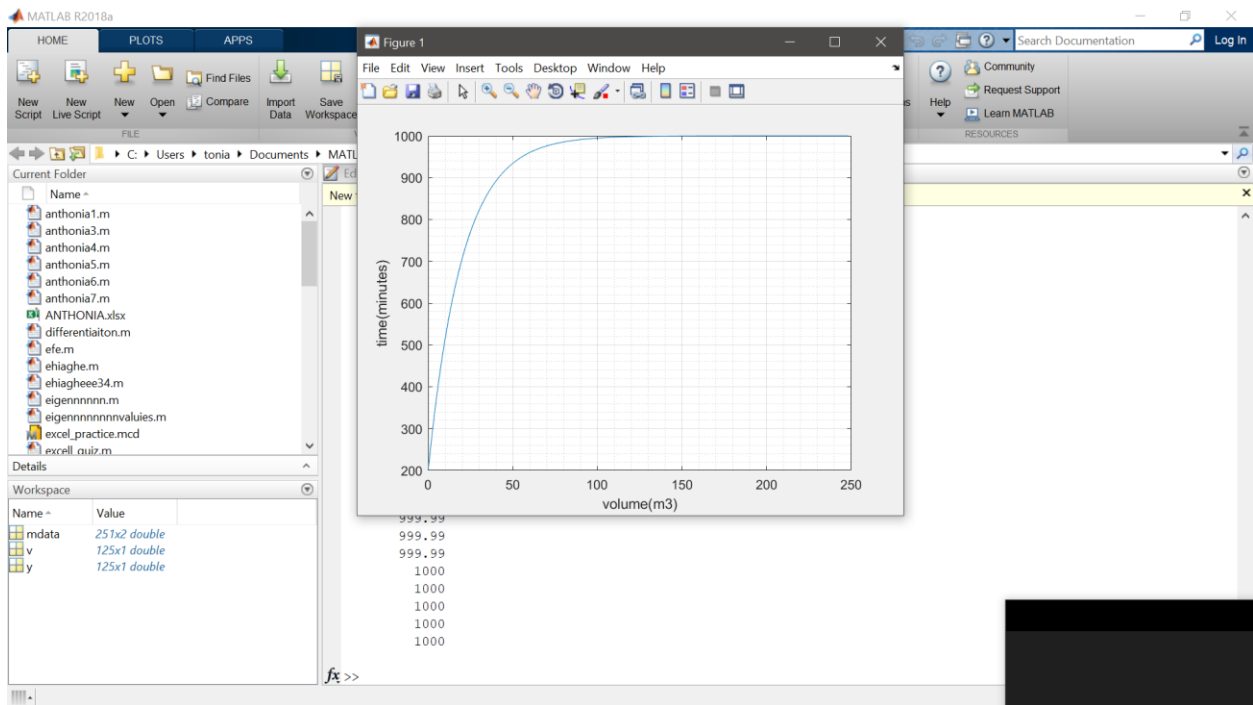 MATLAB R2018a
HOME PLOTS APPS
Search Documentation Log In
New Script
New Live Script
New
Open
Find Files
Compare
Import Data
Save Workspace
FILE
Help
Community
Request Support
Learn MATLAB
RESOURCES
C: Users tonia Documents MATL
Current Folder
Name
anthonia1.m
anthonia3.m
anthonia4.m
anthonia5.m
anthonia6.m
anthonia7.m
ANTHONIA.xlsx
differentiaiton.m
efe.m
ehiaghe.m
ehiagheee34.m
eigennnnnn.m
eigennnnnnnnvaluies.m
excel_practice.mcd
excell_quiz.m
Details
Workspace
Name Value
mdata 251x2 double
v 125x1 double
y 125x1 double
Ed
New
Figure 1
File Edit View Insert Tools Desktop Window Help
1000
900
800
700
600
500
400
300
200
time(minutes)
0 50 100 150 200 250
volume(m3)
999.99
999.99
999.99
1000
1000
1000
1000
1000
fx >>